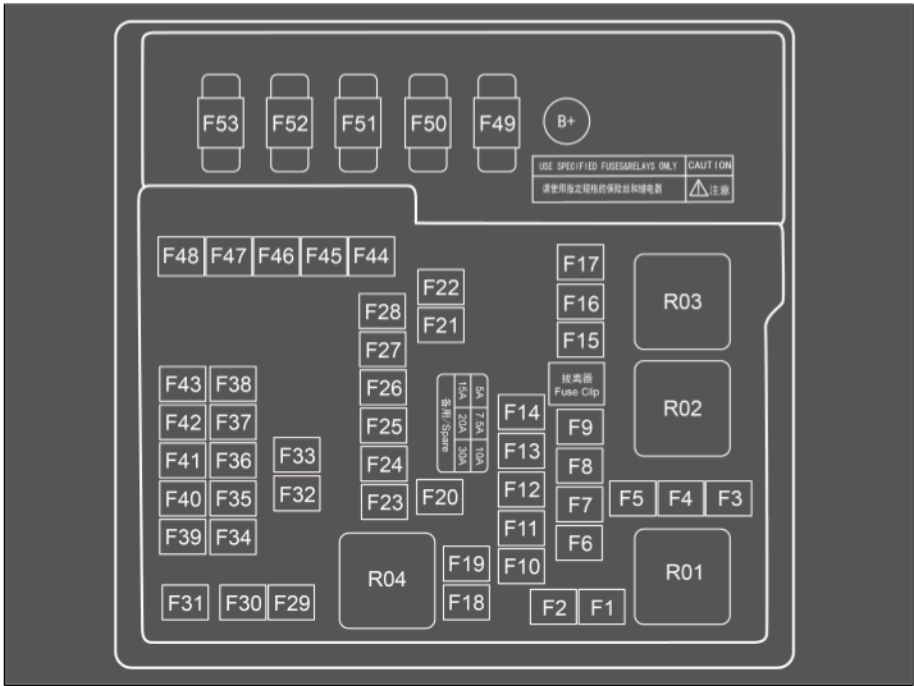 F53 F52 F51 F50 F49 B+
USE SPECIFIED FUSES&RELAYS ONLY CAUTION
请使用指定规格的保险丝和继电器 注意
F48 F47 F46 F45 F44
F17
F22
F16
R03
F28
F21
F15
F27
F43 F38
F26
拔离器
Fuse Clip
5A 7.5A 10A
15A 20A 30A
备用/Spare
R02
F14
F42 F37
F25
F9
F13
F41 F36
F33
F24
F8
F12
F40 F35
F32
F23
F20
F7
F5 F4 F3
F11
F39 F34
F6
F19
F10
R04
R01
F31 F30 F29
F18
F2 F1